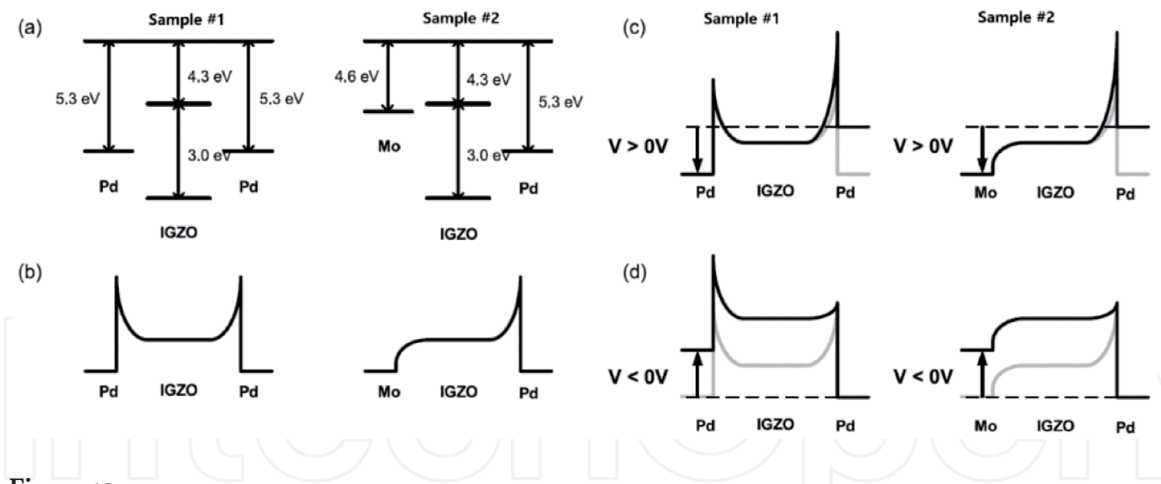 (a)
Sample #1
Sample #2
5.3 eV
4.3 eV
5.3 eV
3.0 eV
Pd
Pd
IGZO
4.6 eV
4.3 eV
5.3 eV
Mo
3.0 eV
Pd
IGZO
(b)
Pd
IGZO
Pd
Mo
IGZO
Pd
(c)
Sample #1
Sample #2
V > 0V
Pd
IGZO
Pd
V > 0V
Mo
IGZO
Pd
(d)
V < 0V
Pd
IGZO
Pd
V < 0V
Mo
IGZO
Pd